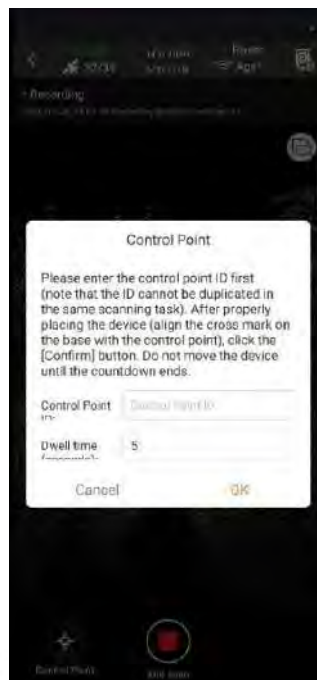 Recording
Control Point
Please enter the control point ID first
(note that the ID cannot be duplicated in
the same scanning task). After properly
placing the device (align the cross mark on
the base with the control point), click the
[Confirm] button. Do not move the device
until the countdown ends.
Control Point Control Point ID
Dwell time 5
Cancel OK
Control Point